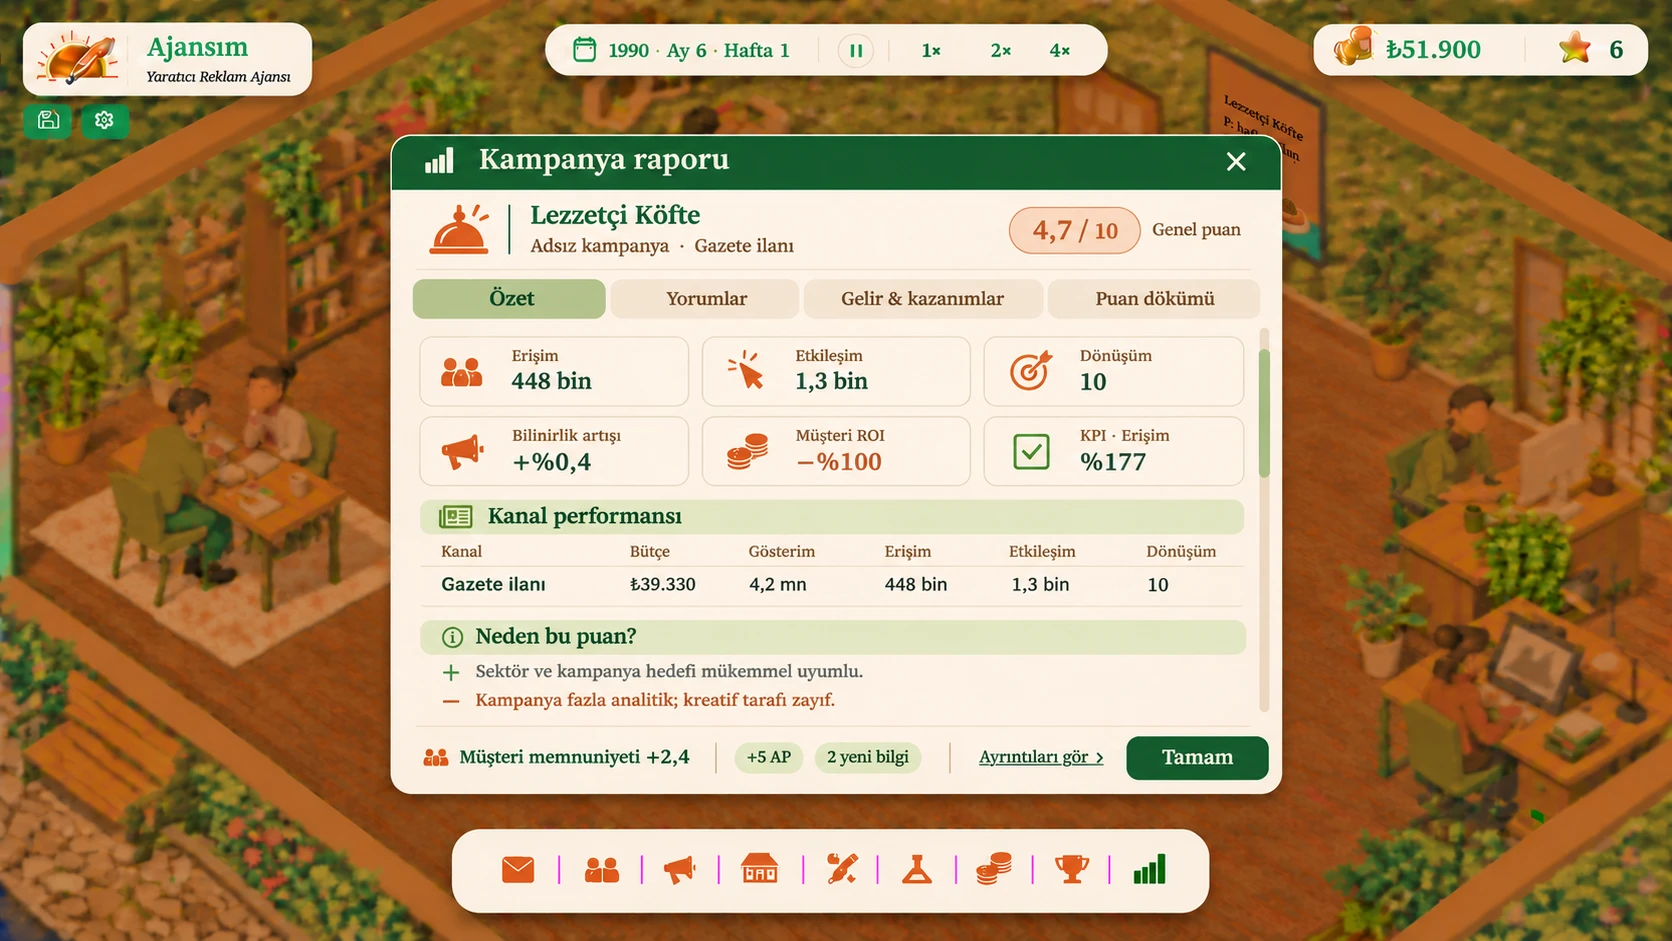 Ajansım
Yaratıcı Reklam Ajansı
1990 · Ay 6 · Hafta 1
1×
2×
4×
₺51.900
6
Lezzetçi Köfte
Kampanya raporu
Lezzetçi Köfte
Adsız kampanya · Gazete ilanı
4,7 / 10
Genel puan
Özet
Yorumlar
Gelir & kazanımlar
Puan dökümü
Erişim
448 bin
Etkileşim
1,3 bin
Dönüşüm
10
Bilinirlik artışı
+%0,4
Müşteri ROI
−%100
KPI · Erişim
%177
Kanal performansı
Kanal Bütçe Gösterim Erişim Etkileşim Dönüşüm
Gazete ilanı ₺39.330 4,2 mn 448 bin 1,3 bin 10
Neden bu puan?
+ Sektör ve kampanya hedefi mükemmel uyumlu.
− Kampanya fazla analitik; kreatif tarafı zayıf.
Müşteri memnuniyeti +2,4
+5 AP
2 yeni bilgi
Ayrıntıları gör ›
Tamam